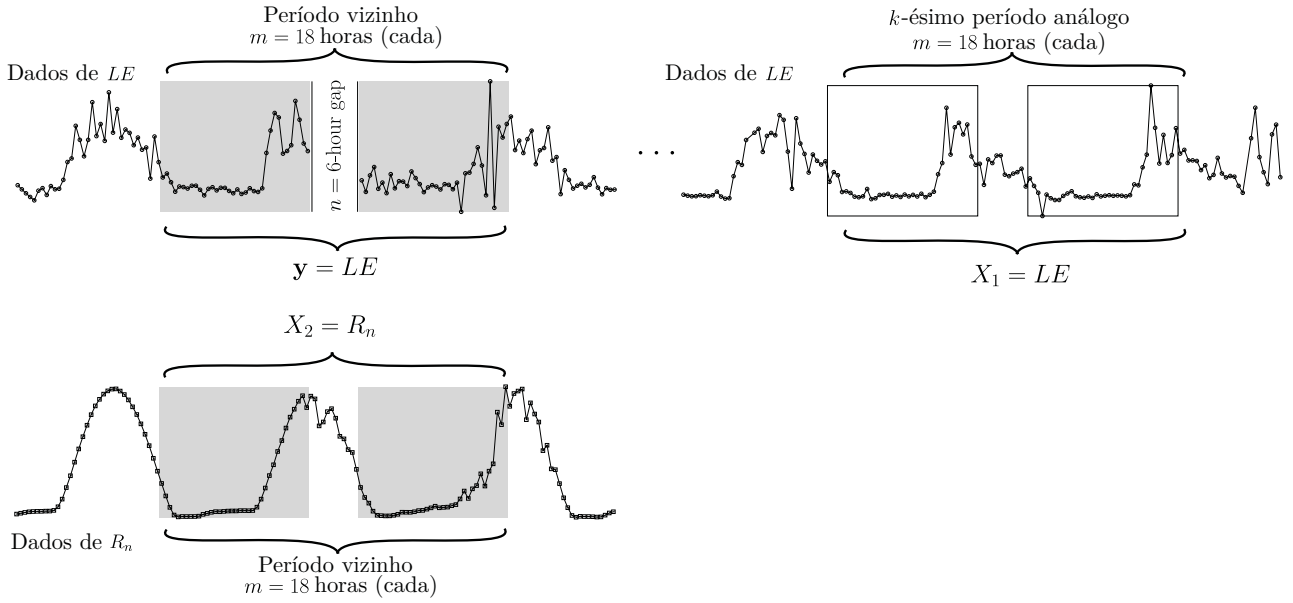 Período vizinho
m = 18 horas (cada)
Dados de LE
n = 6-hour gap
y = LE
. . .
k-ésimo período análogo
m = 18 horas (cada)
Dados de LE
X₁ = LE
X₂ = Rₙ
Dados de Rₙ
Período vizinho
m = 18 horas (cada)